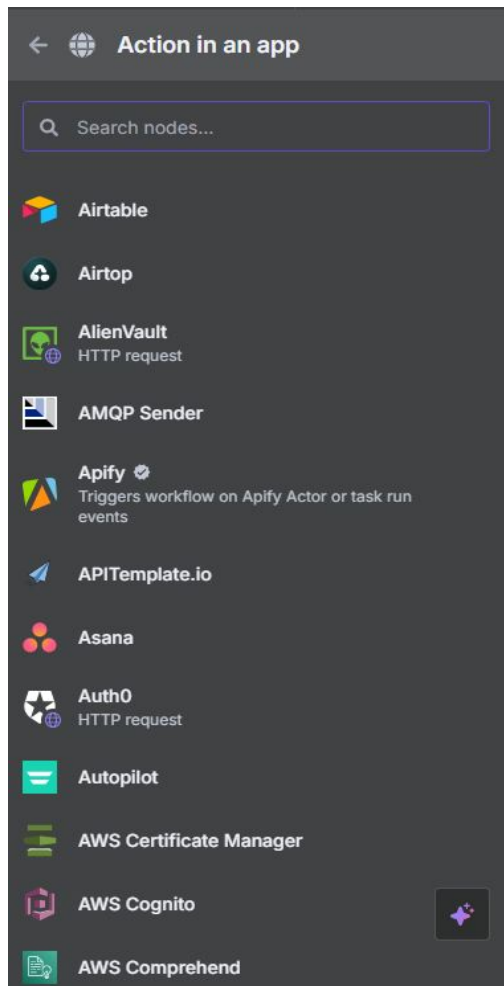 Action in an app
Search nodes...
Airtable
Airtop
AlienVault
HTTP request
AMQP Sender
Apify
Triggers workflow on Apify Actor or task run
events
APITemplate.io
Asana
Auth0
HTTP request
Autopilot
AWS Certificate Manager
AWS Cognito
AWS Comprehend